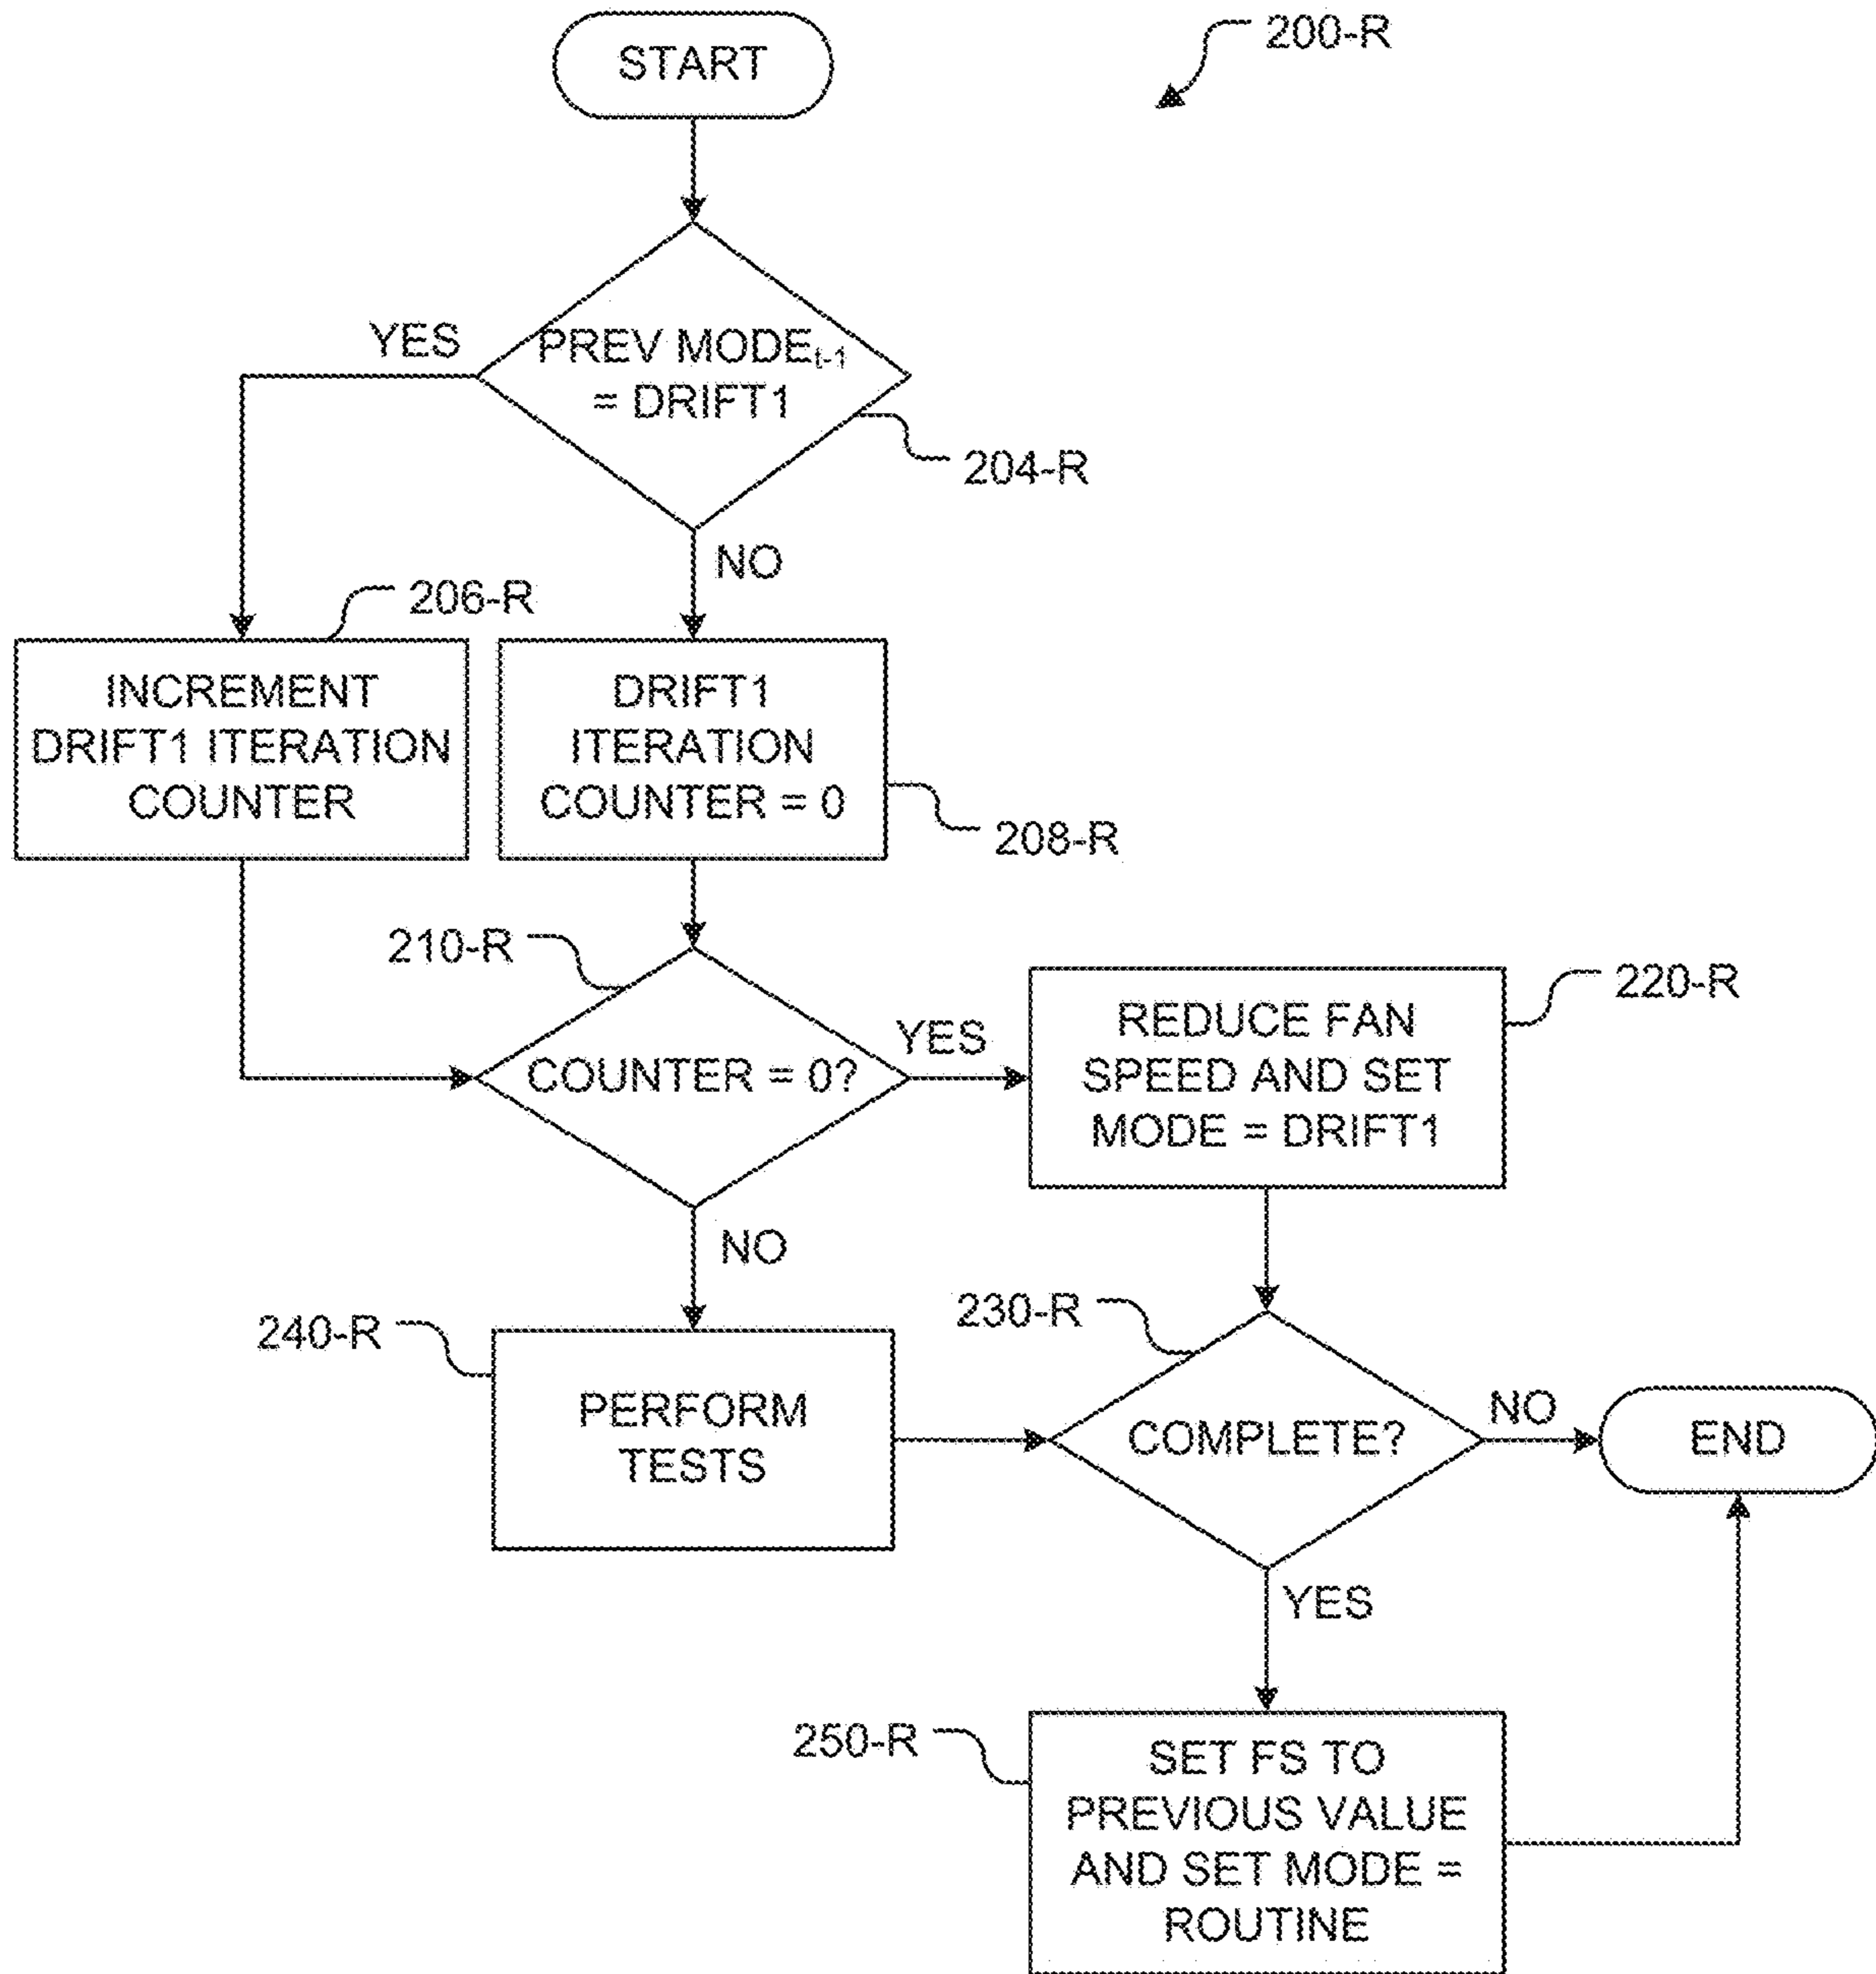 START
200-R
YES
PREV MODEt-1
= DRIFT1
204-R
NO
206-R
INCREMENT
DRIFT1 ITERATION
COUNTER
DRIFT1
ITERATION
COUNTER = 0
208-R
210-R
COUNTER = 0?
YES
REDUCE FAN
SPEED AND SET
MODE = DRIFT1
220-R
NO
240-R
PERFORM
TESTS
230-R
COMPLETE?
NO
END
YES
250-R
SET FS TO
PREVIOUS VALUE
AND SET MODE =
ROUTINE